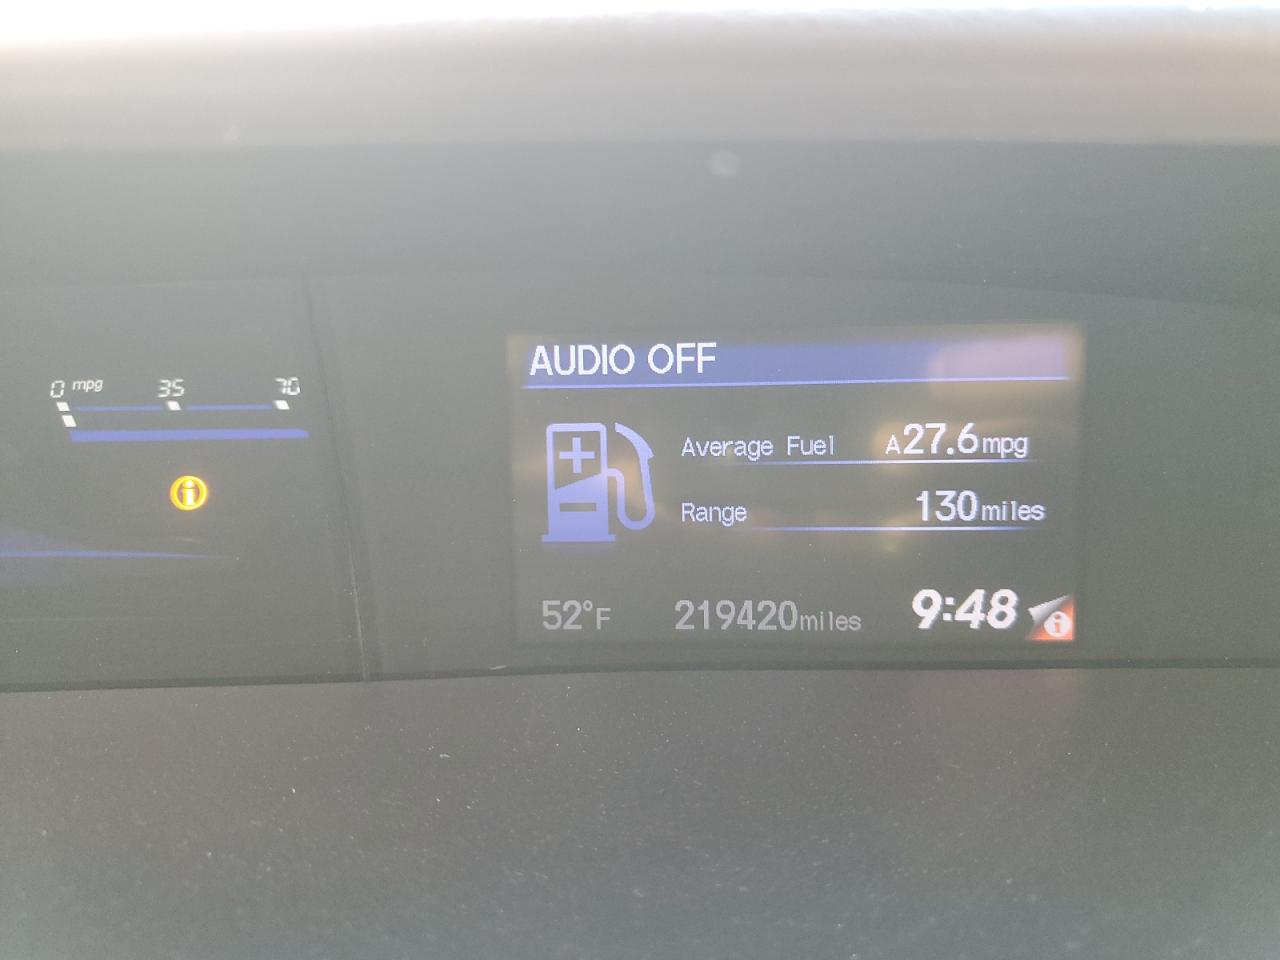 0 mpg 35 70
AUDIO OFF
Average Fuel A27.6mpg
Range 130miles
52°F 219420miles 9:48